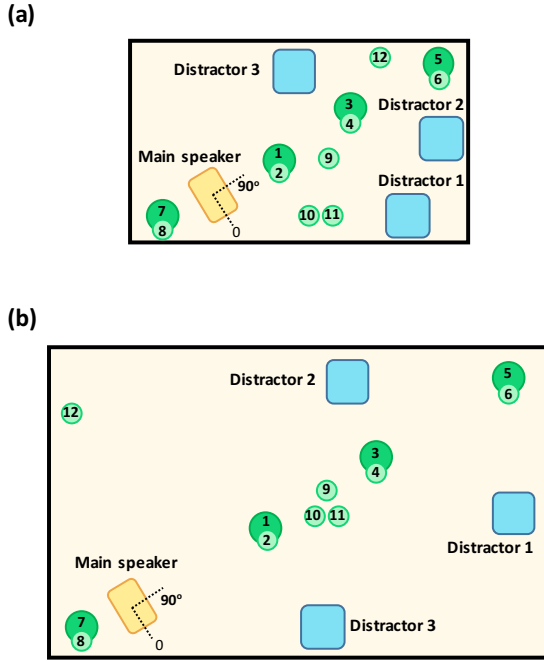 (a)
12
5
Distractor 3
6
3
Distractor 2
4
1
9
Main speaker
2
90º
Distractor 1
7
10
11
8
0
(b)
5
Distractor 2
6
12
3
4
9
1
10
11
2
Distractor 1
Main speaker
90º
7
Distractor 3
8
0